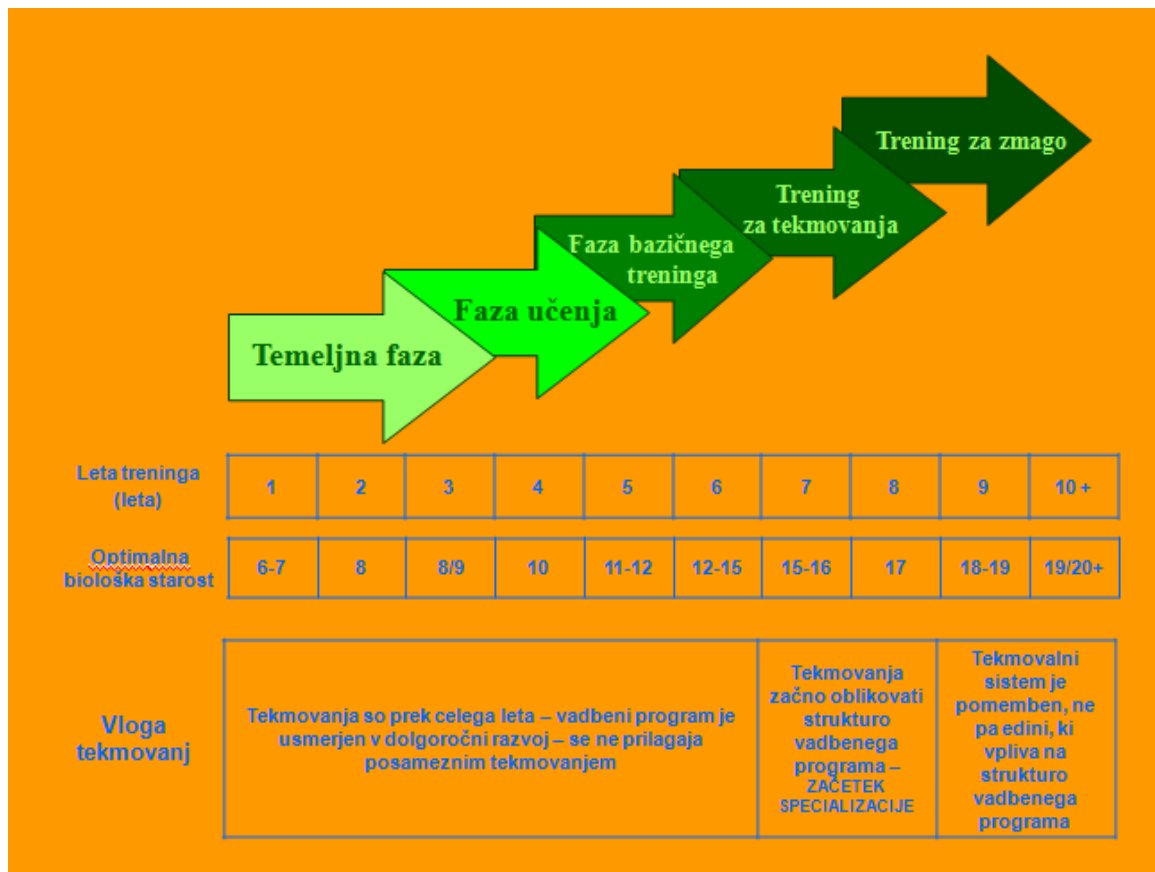 Trening za zmago
Trening
za tekmovanja
Faza bazičnega
treninga
Faza učenja
Temeljna faza
Leta treninga
(leta)
1
2
3
4
5
6
7
8
9
10 +
Optimalna
biološka starost
6-7
8
8/9
10
11-12
12-15
15-16
17
18-19
19/20+
Vloga
tekmovanj
Tekmovanja so prek celega leta – vadbeni program je
usmerjen v dolgoročni razvoj – se ne prilagaja
posameznim tekmovanjem
Tekmovanja
začno oblikovati
strukturo
vadbenega
programa –
ZAČETEK
SPECIALIZACIJE
Tekmovalni
sistem je
pomemben, ne
pa edini, ki
vpliva na
strukturo
vadbenega
programa